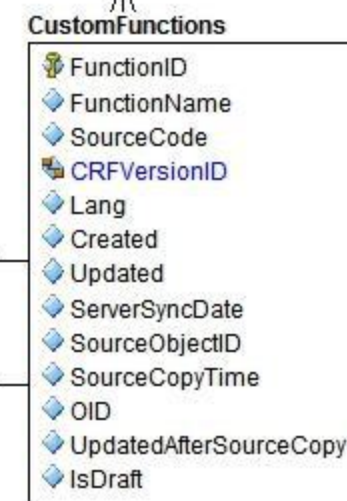 CustomFunctions
FunctionID
FunctionName
SourceCode
CRFVersionID
Lang
Created
Updated
ServerSyncDate
SourceObjectID
SourceCopyTime
OID
UpdatedAfterSourceCopy
IsDraft